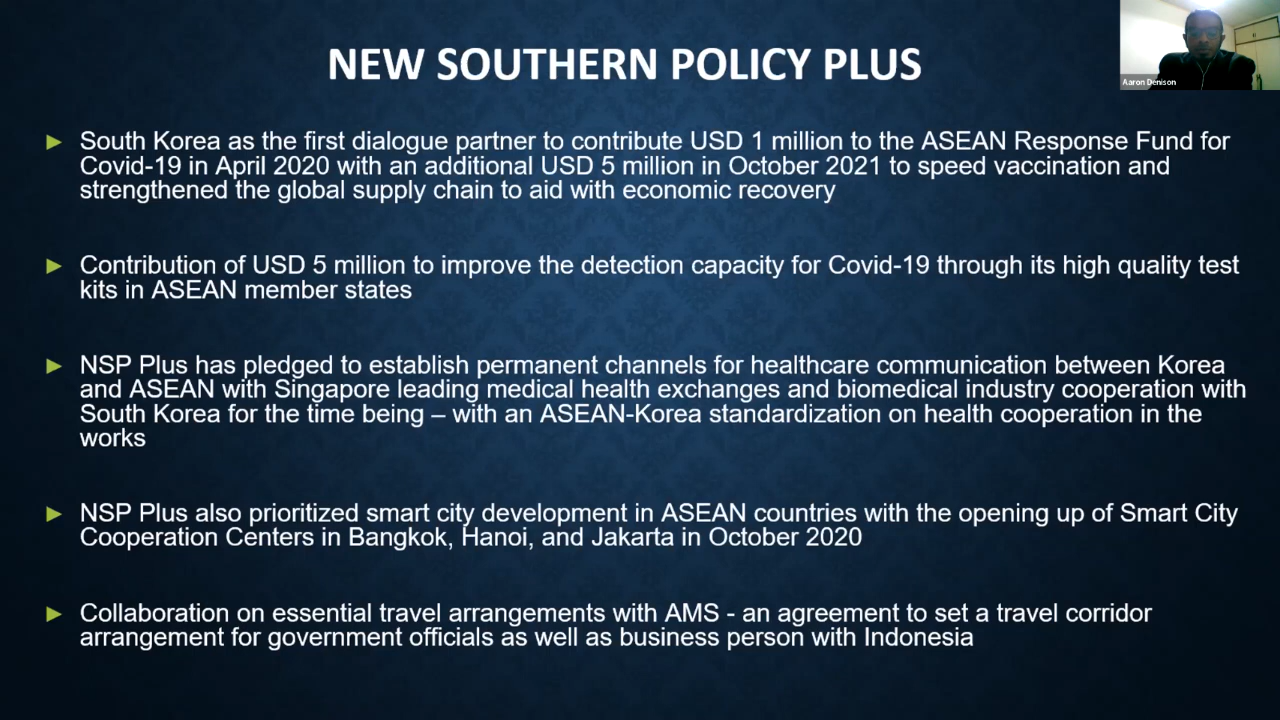 NEW SOUTHERN POLICY PLUS
Aaron Denison
South Korea as the first dialogue partner to contribute USD 1 million to the ASEAN Response Fund for
Covid-19 in April 2020 with an additional USD 5 million in October 2021 to speed vaccination and
strengthened the global supply chain to aid with economic recovery
Contribution of USD 5 million to improve the detection capacity for Covid-19 through its high quality test
kits in ASEAN member states
NSP Plus has pledged to establish permanent channels for healthcare communication between Korea
and ASEAN with Singapore leading medical health exchanges and biomedical industry cooperation with
South Korea for the time being – with an ASEAN-Korea standardization on health cooperation in the
works
NSP Plus also prioritized smart city development in ASEAN countries with the opening up of Smart City
Cooperation Centers in Bangkok, Hanoi, and Jakarta in October 2020
Collaboration on essential travel arrangements with AMS - an agreement to set a travel corridor
arrangement for government officials as well as business person with Indonesia